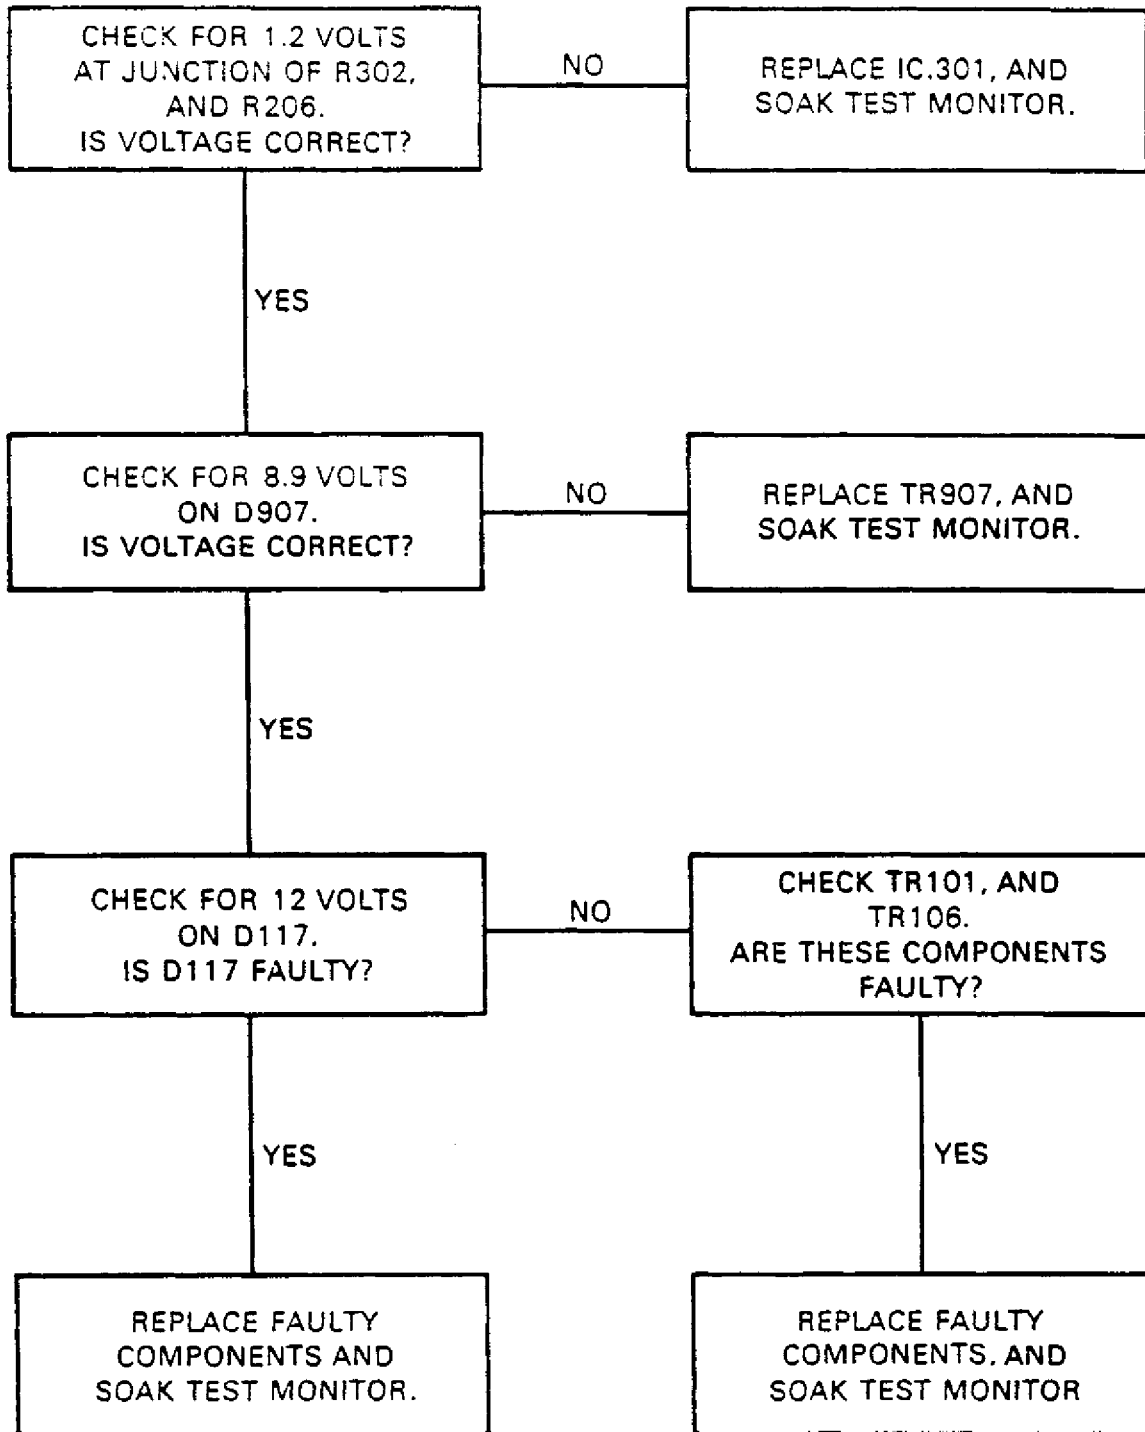 CHECK FOR 1.2 VOLTS
AT JUNCTION OF R302,
AND R206.
IS VOLTAGE CORRECT?
NO
REPLACE IC.301, AND
SOAK TEST MONITOR.
YES
CHECK FOR 8.9 VOLTS
ON D907.
IS VOLTAGE CORRECT?
NO
REPLACE TR907, AND
SOAK TEST MONITOR.
YES
CHECK FOR 12 VOLTS
ON D117.
IS D117 FAULTY?
NO
CHECK TR101, AND
TR106.
ARE THESE COMPONENTS
FAULTY?
YES
YES
REPLACE FAULTY
COMPONENTS AND
SOAK TEST MONITOR.
REPLACE FAULTY
COMPONENTS. AND
SOAK TEST MONITOR